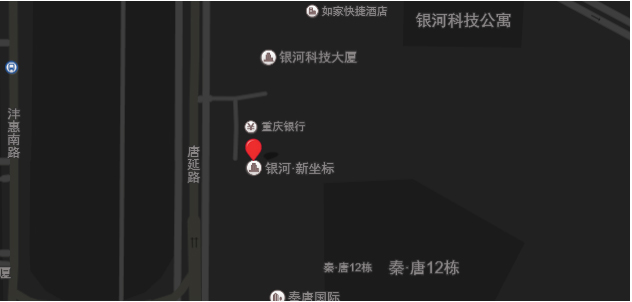 如家快捷酒店
银河科技公寓
银河科技大厦
沣惠南路
重庆银行
唐延路
银河·新坐标
秦·唐12栋
秦·唐12栋
厦
秦唐国际